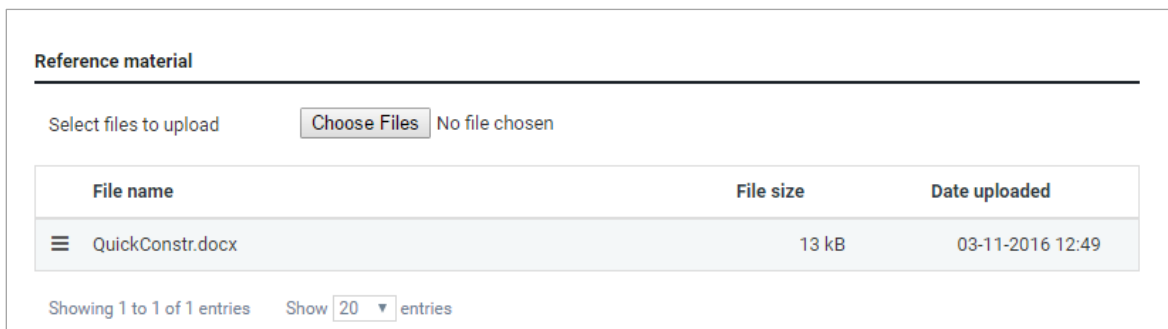 Reference material
Select files to upload Choose Files No file chosen
File name File size Date uploaded
QuickConstr.docx 13 kB 03-11-2016 12:49
Showing 1 to 1 of 1 entries Show 20 entries